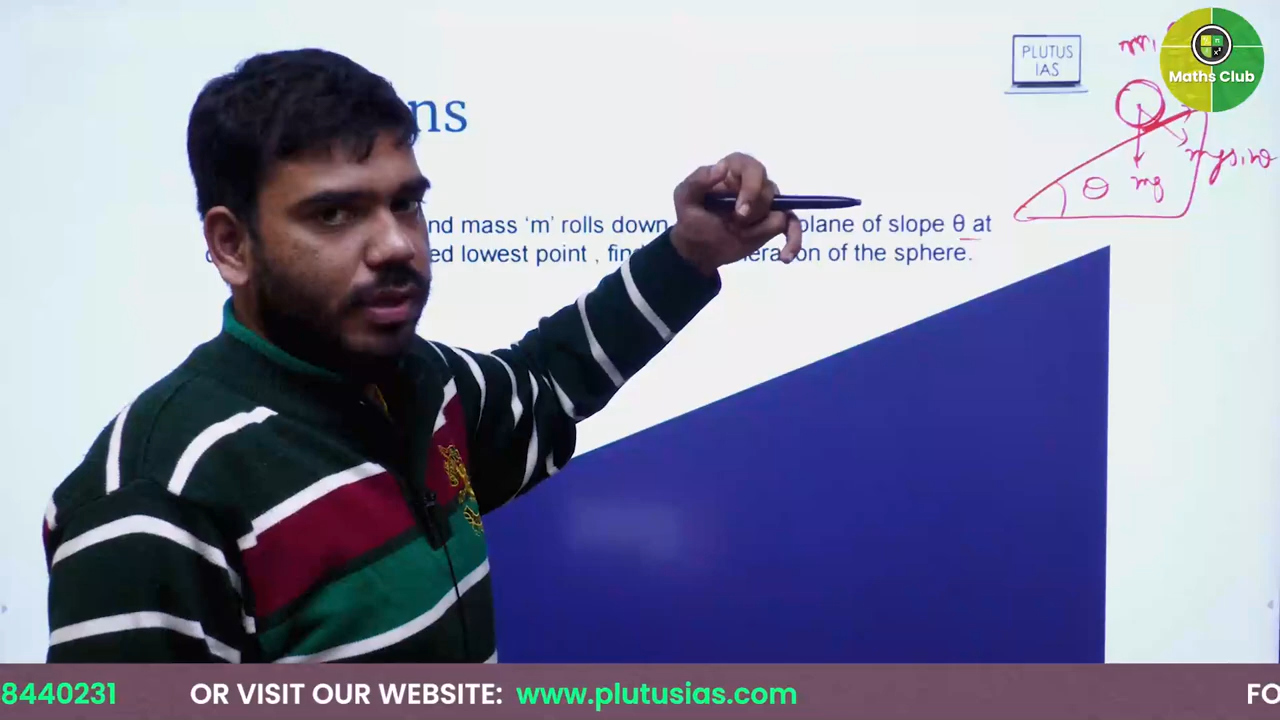 PLUTUS
IAS
Maths Club
ns
m
mg sinθ
θ
mg
nd mass ‘m’ rolls down plane of slope θ at
ed lowest point , fin of the sphere.
8440231 OR VISIT OUR WEBSITE: www.plutusias.com FO